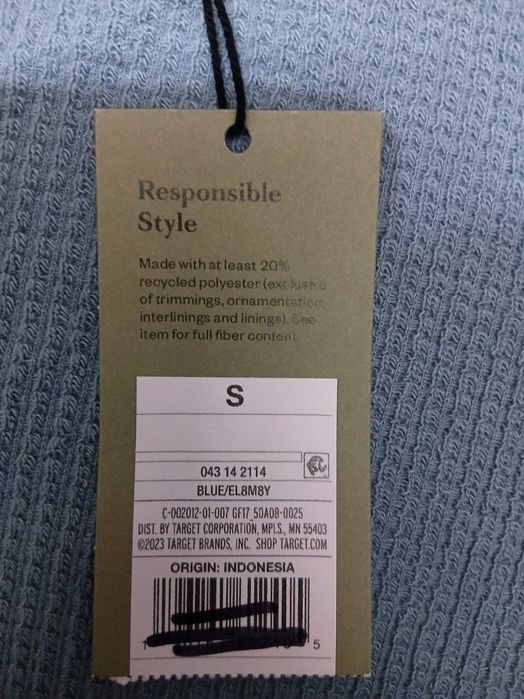 Responsible
Style
Made with at least 20%
recycled polyester (exclusive
of trimmings, ornamentation,
interlinings and linings). See
item for full fiber content.
S
043 14 2114
BLUE/EL8M8Y
C-002012-01-007 GF17_50A08-0025
DIST. BY TARGET CORPORATION, MPLS., MN 55403
©2023 TARGET BRANDS, INC. SHOP TARGET.COM
ORIGIN: INDONESIA
1 5